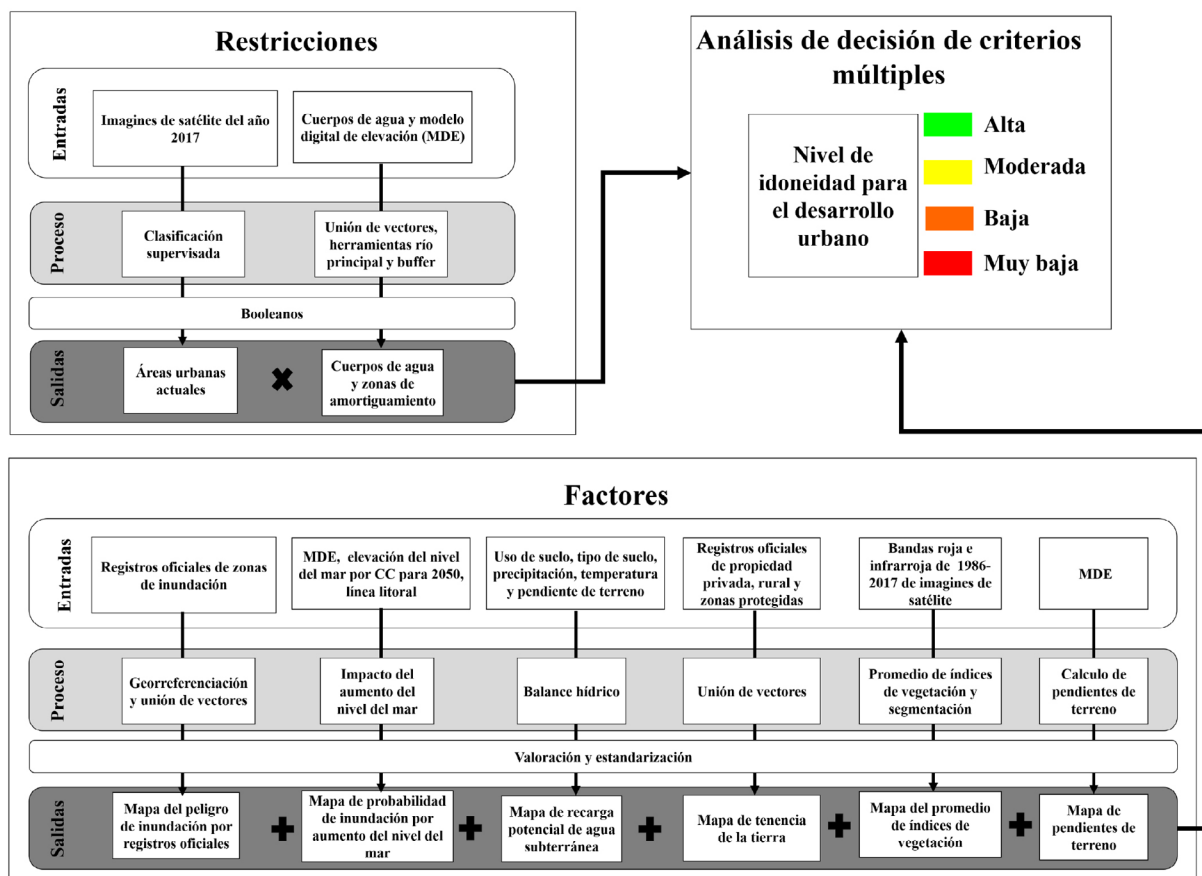 Restricciones
Entradas
Imagines de satélite del año
2017
Cuerpos de agua y modelo
digital de elevación (MDE)
Proceso
Clasificación
supervisada
Unión de vectores,
herramientas río
principal y buffer
Booleanos
Salidas
Áreas urbanas
actuales
Cuerpos de agua
y zonas de
amortiguamiento
Análisis de decisión de criterios
múltiples
Nivel de
idoneidad para
el desarrollo
urbano
Alta
Moderada
Baja
Muy baja
Factores
Entradas
Registros oficiales de zonas
de inundación
MDE, elevación del nivel
del mar por CC para 2050,
línea litoral
Uso de suelo, tipo de suelo,
precipitación, temperatura
y pendiente de terreno
Registros oficiales
de propiedad
privada, rural y
zonas protegidas
Bandas roja e
infrarroja de 1986-
2017 de imagines de
satélite
MDE
Proceso
Georreferenciación
y unión de vectores
Impacto del
aumento del
nivel del mar
Balance hídrico
Unión de vectores
Promedio de índices
de vegetación y
segmentación
Calculo de
pendientes de
terreno
Valoración y estandarización
Salidas
Mapa del peligro
de inundación por
registros oficiales
Mapa de probabilidad
de inundación por
aumento del nivel del
mar
Mapa de recarga
potencial de agua
subterránea
Mapa de tenencia
de la tierra
Mapa del promedio
de índices de
vegetación
Mapa de
pendientes de
terreno